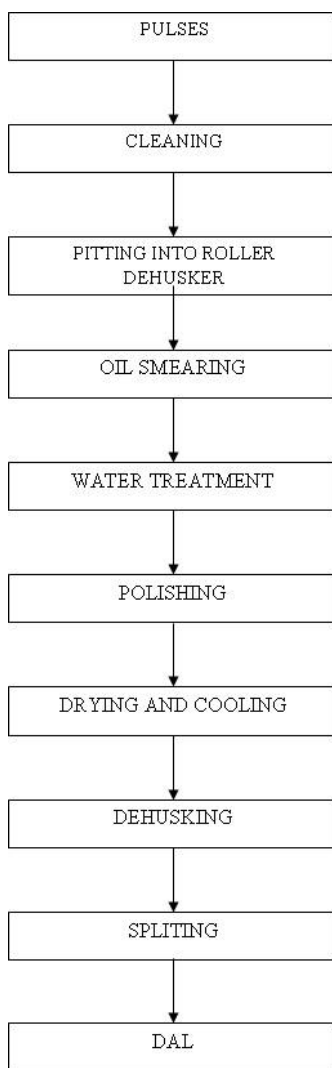 PULSES
CLEANING
PITTING INTO ROLLER
DEHUSKER
OIL SMEARING
WATER TREATMENT
POLISHING
DRYING AND COOLING
DEHUSKING
SPLITING
DAL